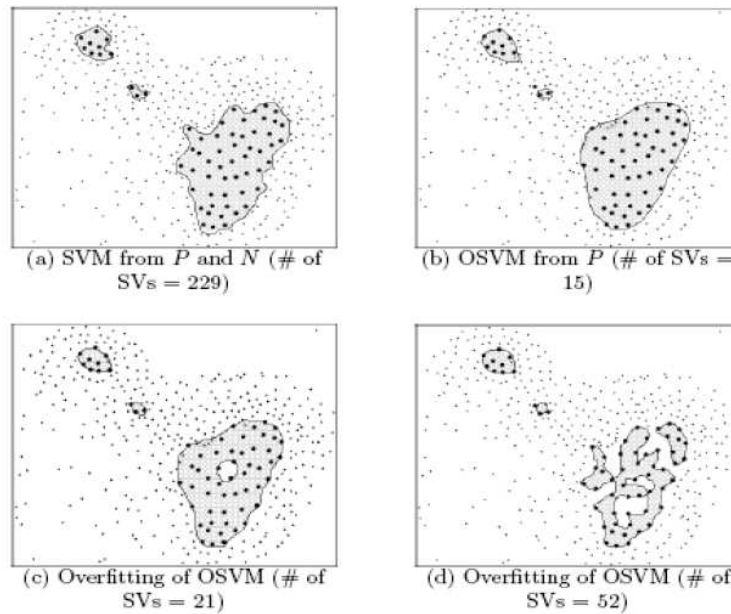 (a) SVM from P and N (# of
SVs = 229)
(b) OSVM from P (# of SVs =
15)
(c) Overfitting of OSVM (# of
SVs = 21)
(d) Overfitting of OSVM (# of
SVs = 52)